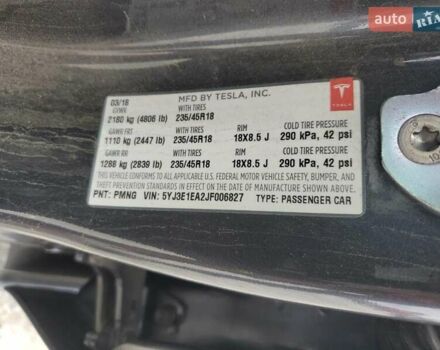 AUTO
RIA
MFD BY TESLA, INC.
TESLA
03/18
GVWR WITH TIRES
2180 kg (4806 lb) 235/45R18
GAWR FRT WITH TIRES RIM COLD TIRE PRESSURE
1110 kg (2447 lb) 235/45R18 18X8.5 J 290 kPa, 42 psi
GAWR RR WITH TIRES RIM COLD TIRE PRESSURE
1288 kg (2839 lb) 235/45R18 18X8.5 J 290 kPa, 42 psi
THIS VEHICLE CONFORMS TO ALL APPLICABLE
U.S. FEDERAL MOTOR VEHICLE SAFETY, BUMPER, AND
THEFT PREVENTION STANDARDS IN EFFECT ON THE DATE
OF MANUFACTURE SHOWN ABOVE.
PNT: PMNG VIN: 5YJ3E1EA2JF006827 TYPE: PASSENGER CAR